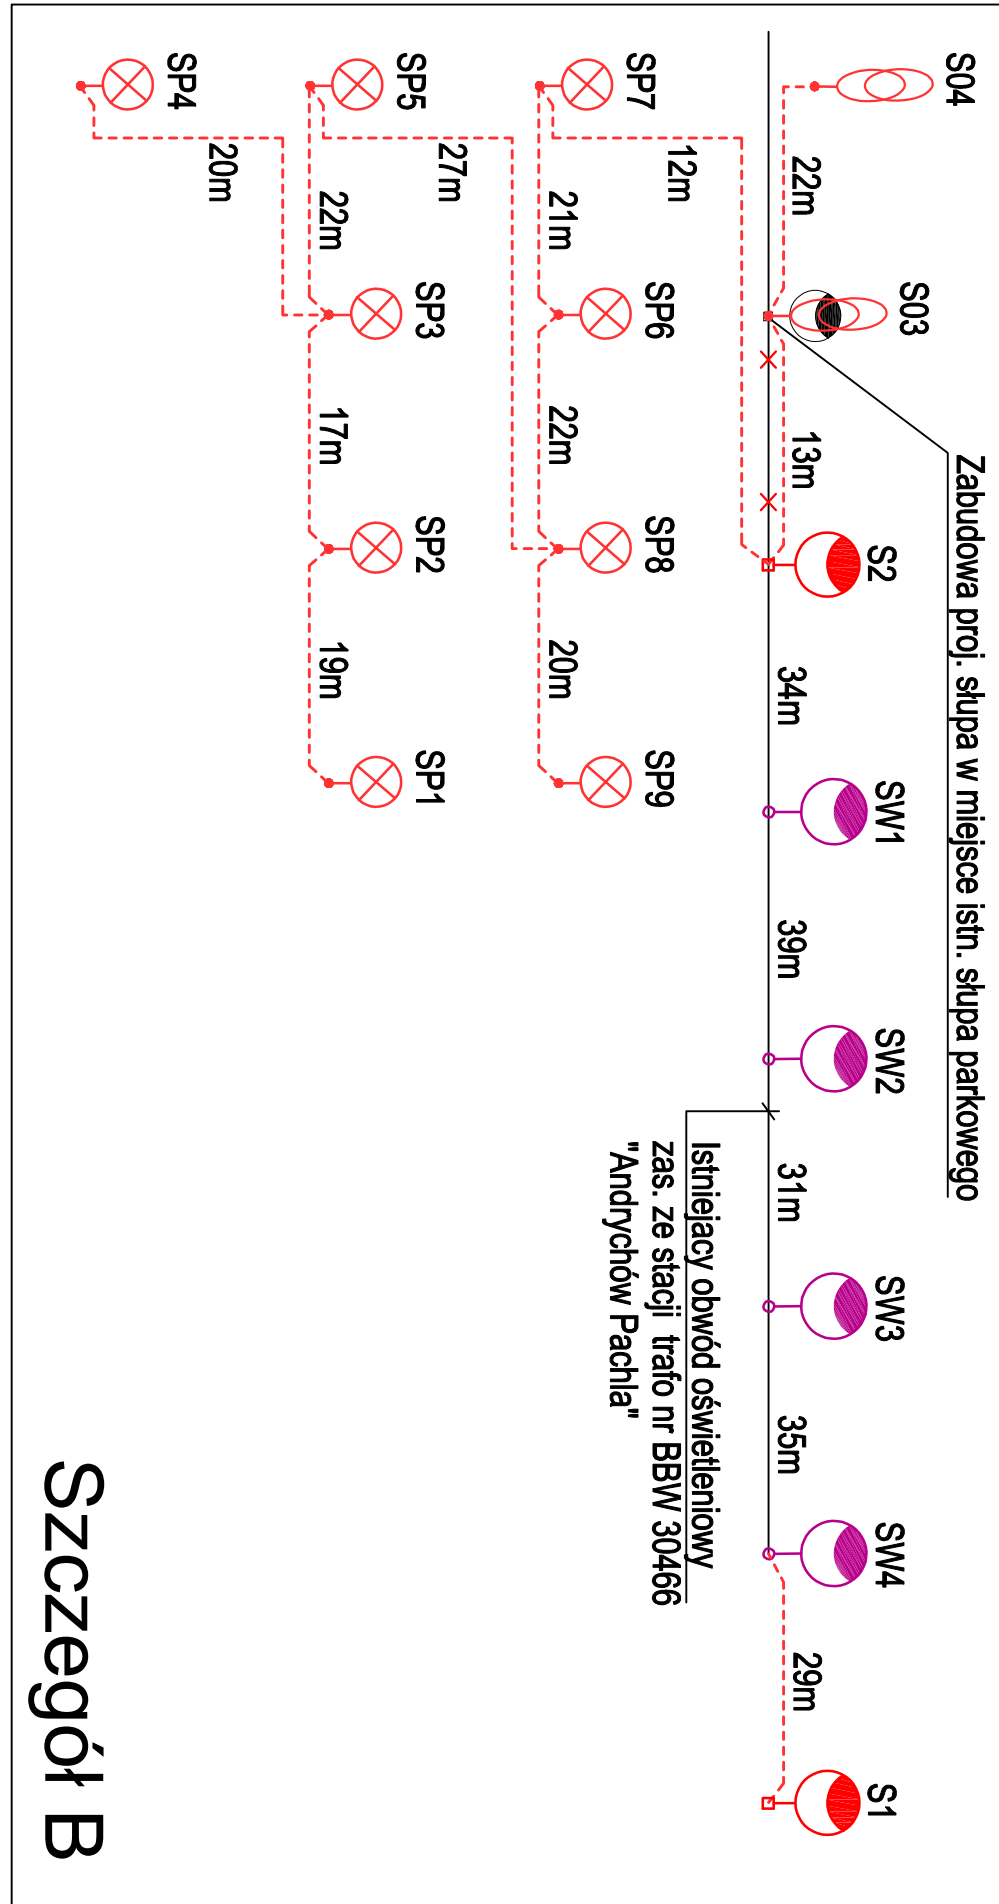 Zabudowa proj. słupa w miejsce istn. słupa parkowego
S04
S03
S2
SW1
SW2
SW3
SW4
S1
22m
13m
34m
39m
31m
35m
29m
Istniejacy obwód oświetleniowy
zas. ze stacji trafo nr BBW 30466
"Andrychów Pachla"
12m
SP7
SP6
SP8
SP9
21m
22m
20m
27m
SP5
SP3
SP2
SP1
22m
17m
19m
20m
SP4
Szczegół B